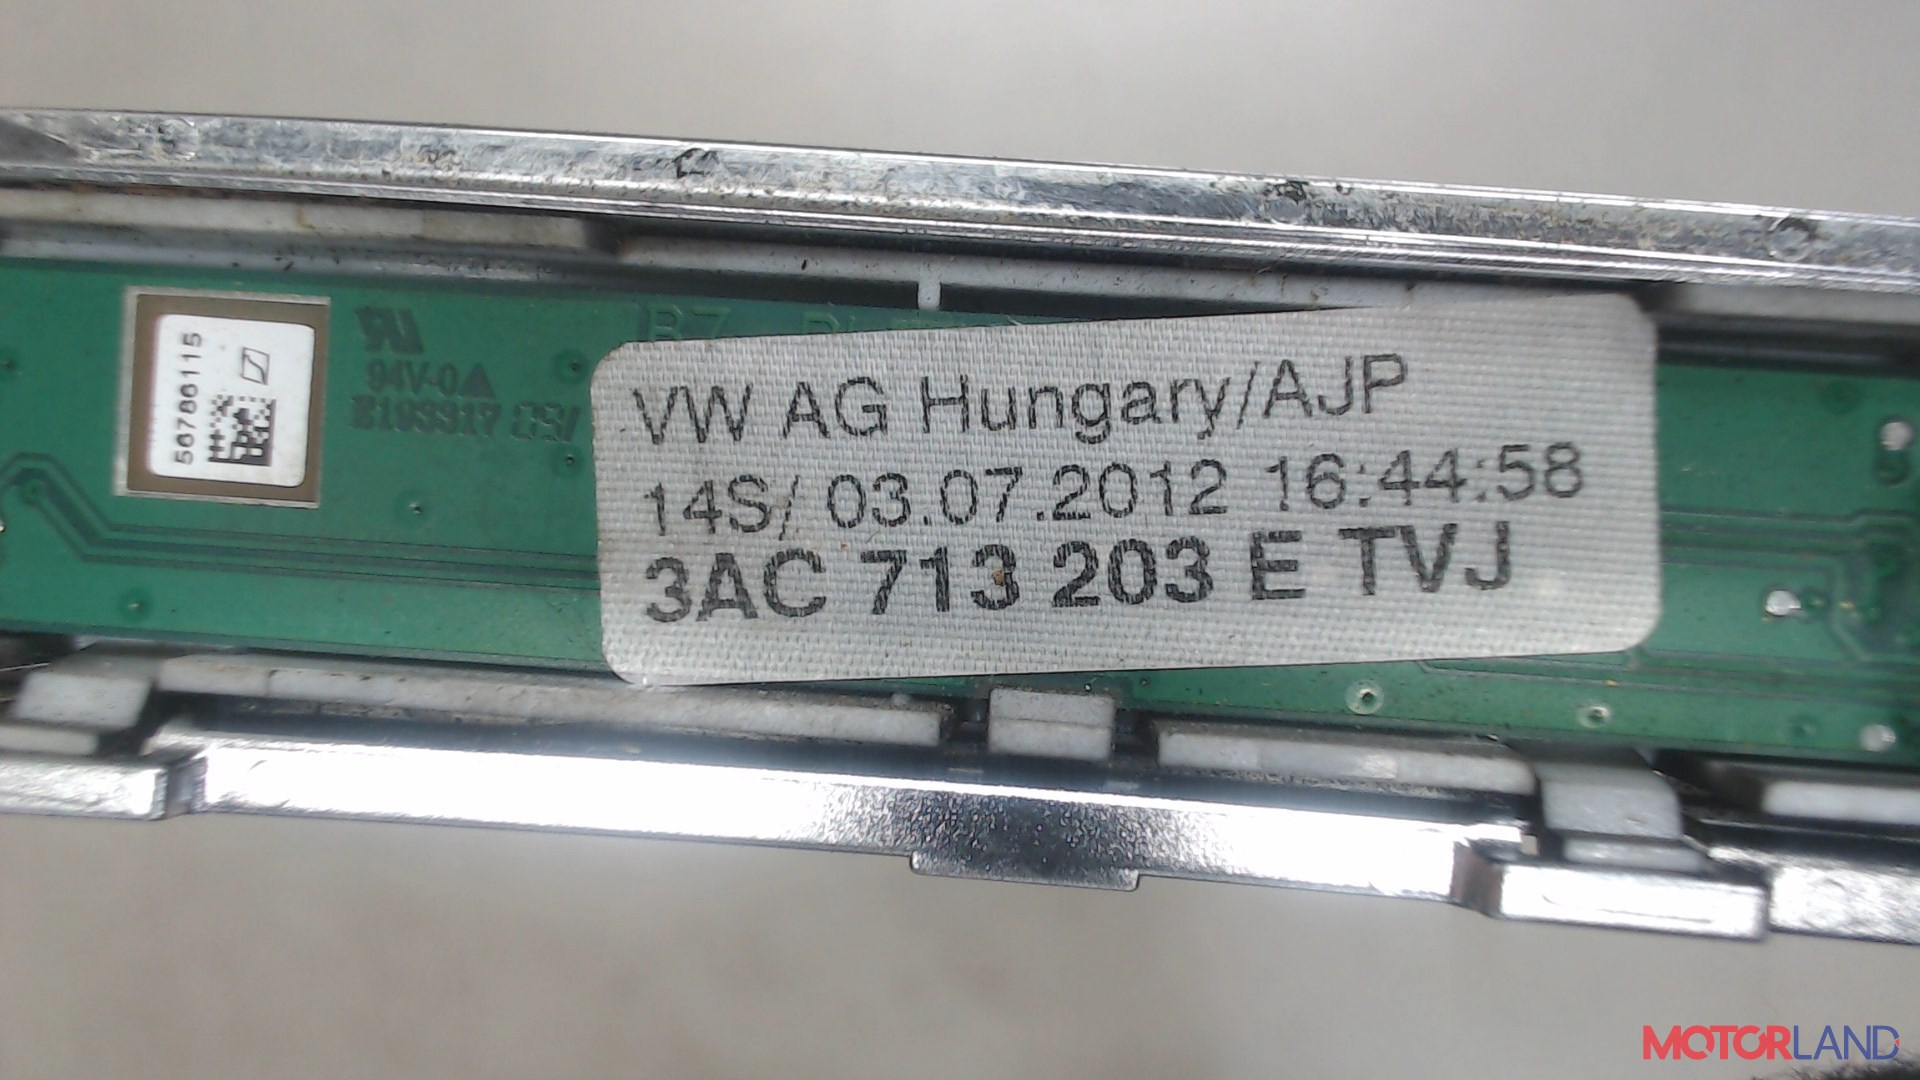 56786115
94V-0
E193317
VW AG Hungary/AJP
14S/ 03.07.2012 16:44:58
3AC 713 203 E TVJ
MOTORLAND